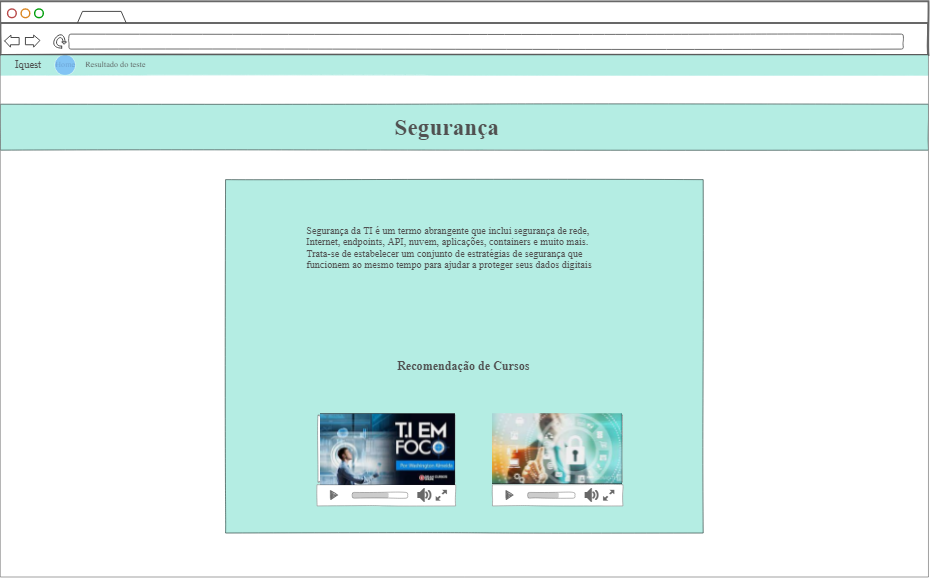 Iquest Home Resultado do teste
Segurança
Segurança da TI é um termo abrangente que inclui segurança de rede,
Internet, endpoints, API, nuvem, aplicações, containers e muito mais.
Trata-se de estabelecer um conjunto de estratégias de segurança que
funcionem ao mesmo tempo para ajudar a proteger seus dados digitais
Recomendação de Cursos
T.I EM
FOCO
Por Washington Almeida